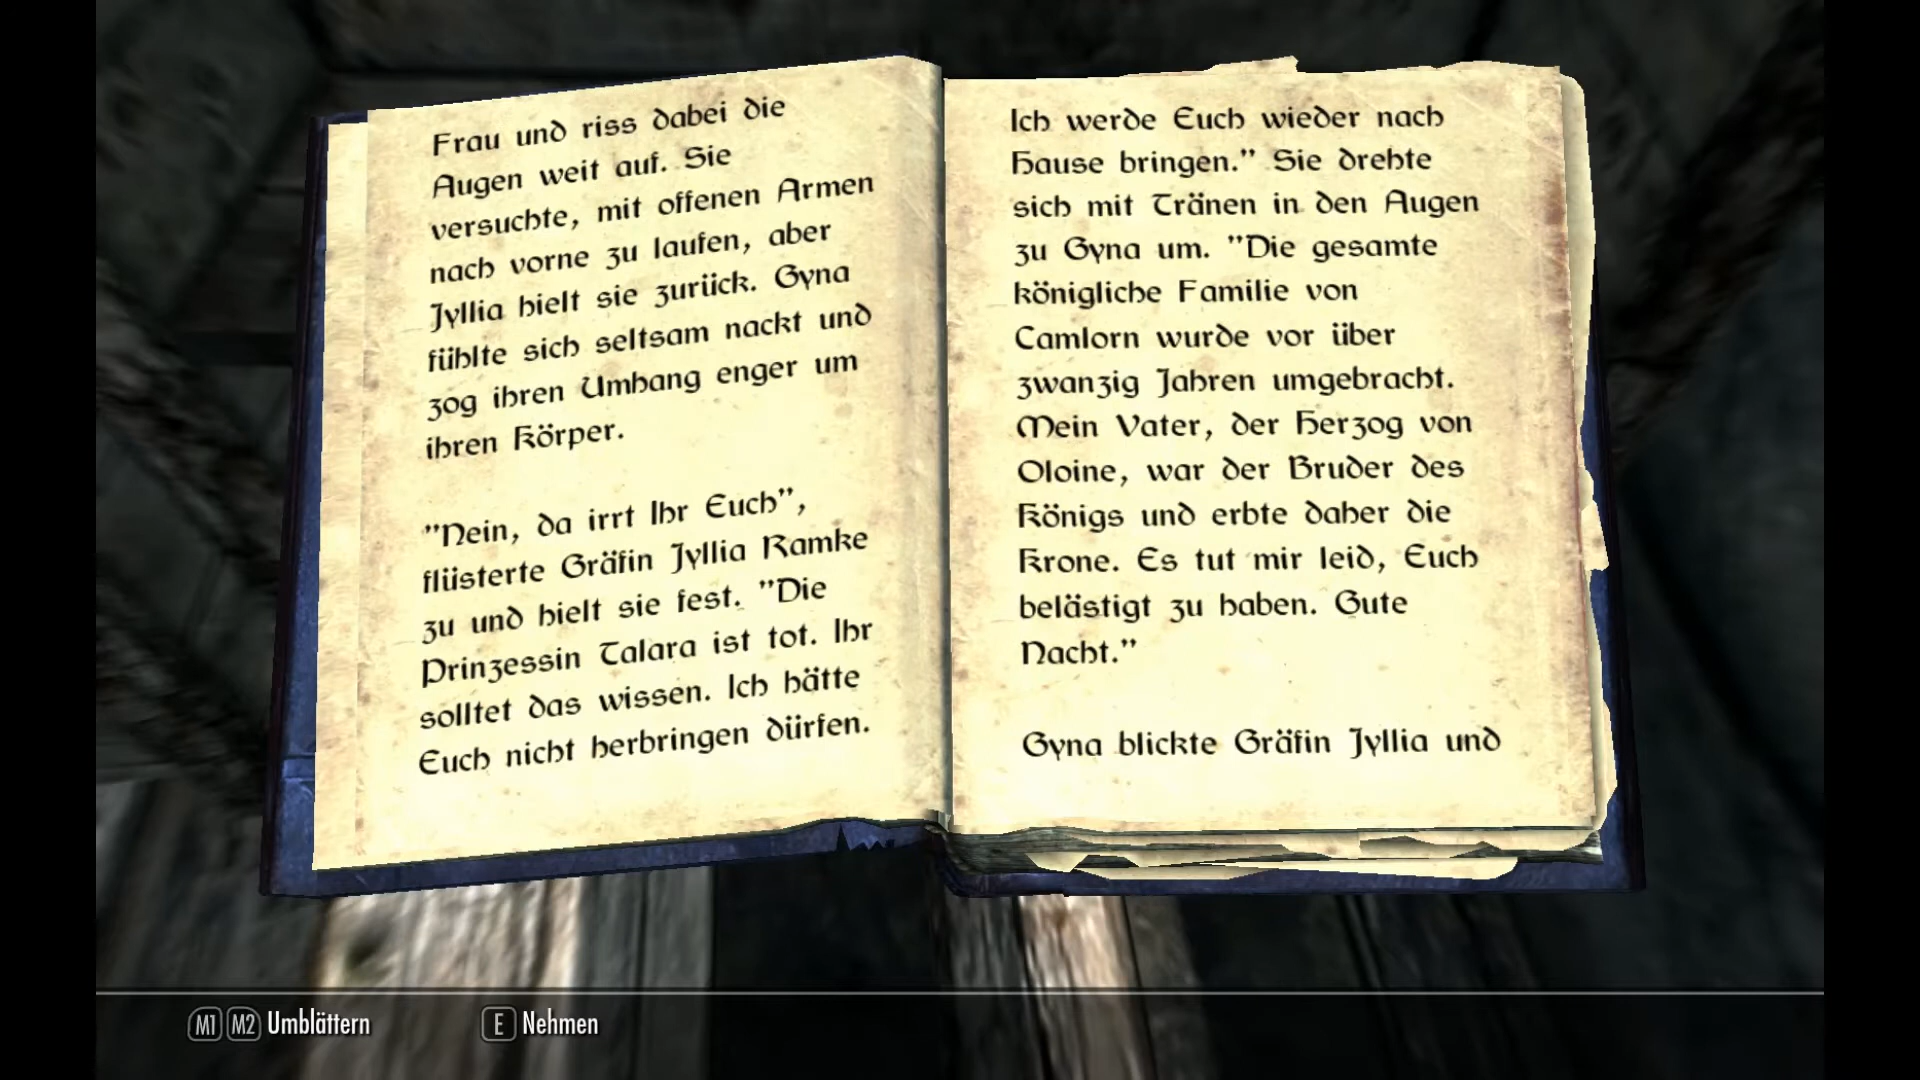 Frau und riss dabei die
Augen weit auf. Sie
versuchte, mit offenen Armen
nach vorne zu laufen, aber
Jyllia hielt sie zurück. Gyna
fühlte sich seltsam nackt und
zog ihren Umhang enger um
ihren Körper.
"Nein, da irrt Ihr Euch",
flüsterte Gräfin Jyllia Ramke
zu und hielt sie fest. "Die
Prinzessin Talara ist tot. Ihr
solltet das wissen. Ich hätte
Euch nicht herbringen dürfen.
Ich werde Euch wieder nach
Hause bringen." Sie drehte
sich mit Tränen in den Augen
zu Gyna um. "Die gesamte
königliche Familie von
Camlorn wurde vor über
zwanzig Jahren umgebracht.
Mein Vater, der Herzog von
Oloine, war der Bruder des
Königs und erbte daher die
Krone. Es tut mir leid, Euch
belästigt zu haben. Gute
Nacht."
Gyna blickte Gräfin Jyllia und
M1 M2 Umblättern
E Nehmen